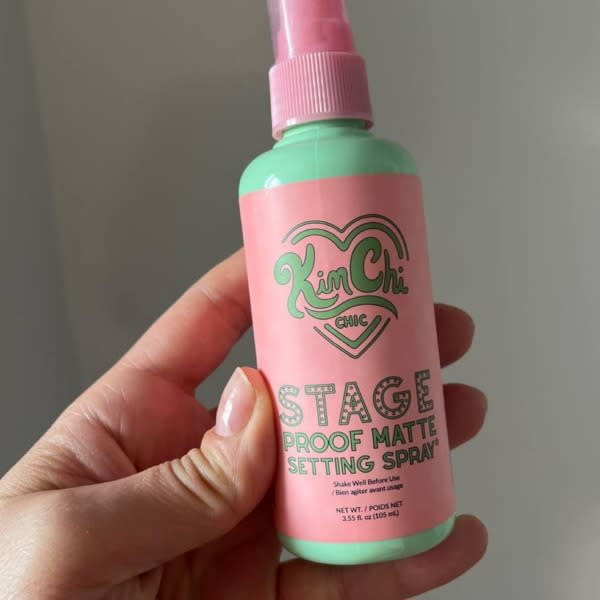 KimChi
CHIC
STAGE
PROOF MATTE
SETTING SPRAY®
Shake Well Before Use
/ Bien agiter avant usage
NET WT. / POIDS NET
3.55 fl. oz (105 mL)